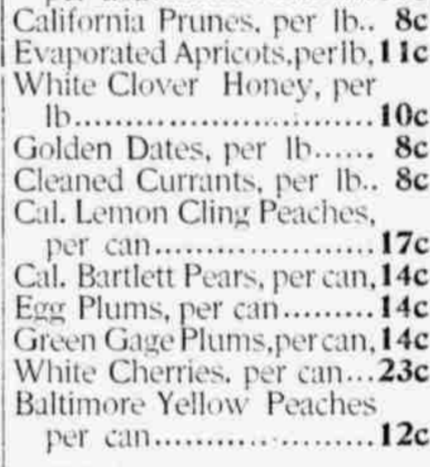 California Prunes, per lb.. 8c
Evaporated Apricots,per lb, 11c
White Clover Honey, per
lb.............................. 10c
Golden Dates, per lb...... 8c
Cleaned Currants, per lb.. 8c
Cal. Lemon Cling Peaches,
per can...................... 17c
Cal. Bartlett Pears, per can, 14c
Egg Plums, per can......... 14c
Green Gage Plums,per can, 14c
White Cherries. per can... 23c
Baltimore Yellow Peaches
per can...................... 12c